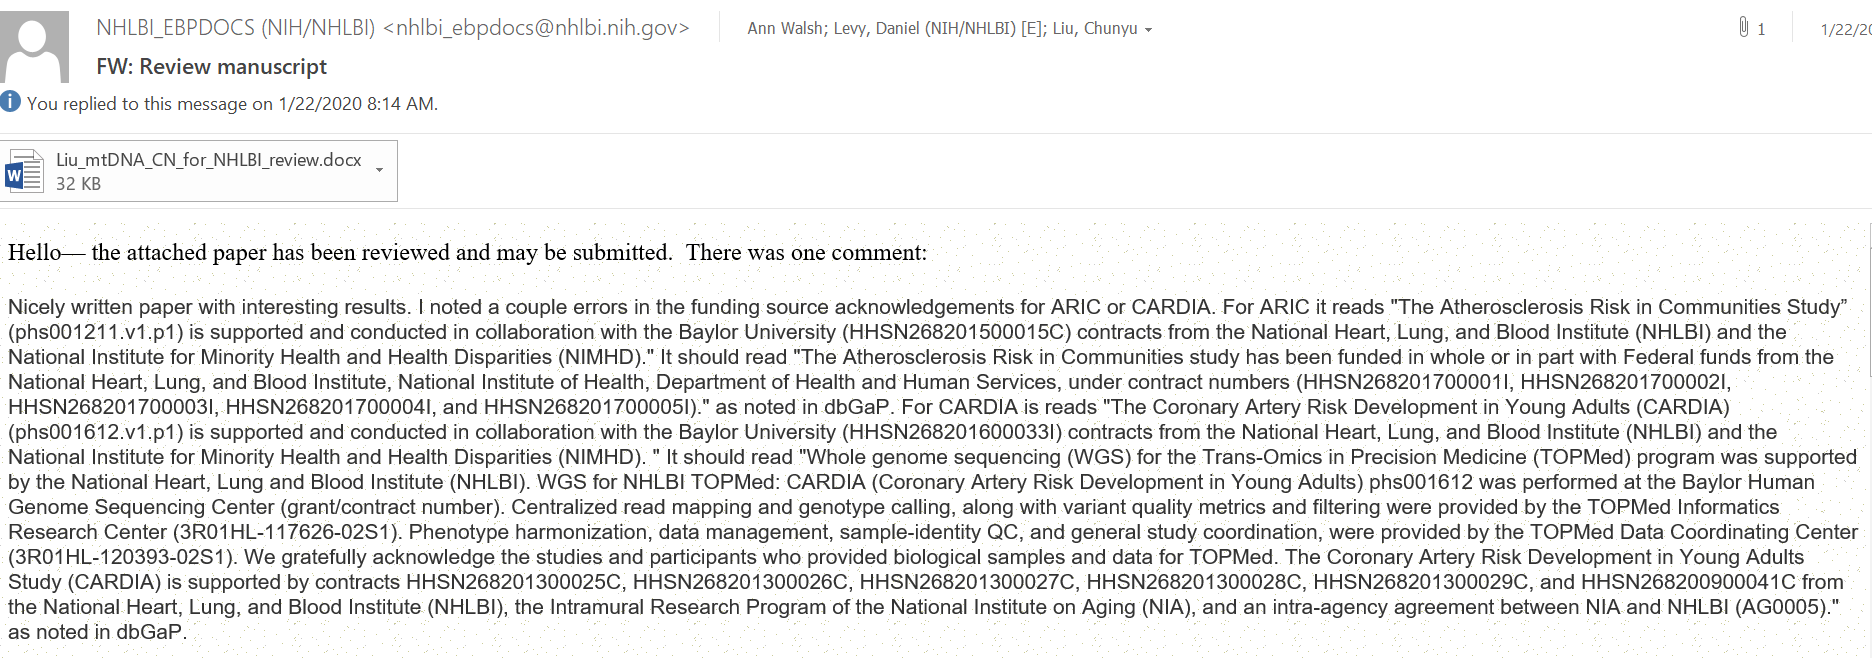 NHLBI_EBPDOCS (NIH/NHLBI) <nhlbi_ebpdocs@nhlbi.nih.gov>
Ann Walsh; Levy, Daniel (NIH/NHLBI) [E]; Liu, Chunyu
1
1/22/20
FW: Review manuscript
You replied to this message on 1/22/2020 8:14 AM.
Liu_mtDNA_CN_for_NHLBI_review.docx
32 KB
Hello— the attached paper has been reviewed and may be submitted.  There was one comment:
Nicely written paper with interesting results. I noted a couple errors in the funding source acknowledgements for ARIC or CARDIA. For ARIC it reads "The Atherosclerosis Risk in Communities Study”
(phs001211.v1.p1) is supported and conducted in collaboration with the Baylor University (HHSN268201500015C) contracts from the National Heart, Lung, and Blood Institute (NHLBI) and the
National Institute for Minority Health and Health Disparities (NIMHD)." It should read "The Atherosclerosis Risk in Communities study has been funded in whole or in part with Federal funds from the
National Heart, Lung, and Blood Institute, National Institute of Health, Department of Health and Human Services, under contract numbers (HHSN268201700001I, HHSN268201700002I,
HHSN268201700003I, HHSN268201700004I, and HHSN268201700005I)." as noted in dbGaP. For CARDIA is reads "The Coronary Artery Risk Development in Young Adults (CARDIA)
(phs001612.v1.p1) is supported and conducted in collaboration with the Baylor University (HHSN268201600033I) contracts from the National Heart, Lung, and Blood Institute (NHLBI) and the
National Institute for Minority Health and Health Disparities (NIMHD). " It should read "Whole genome sequencing (WGS) for the Trans-Omics in Precision Medicine (TOPMed) program was supported
by the National Heart, Lung and Blood Institute (NHLBI). WGS for NHLBI TOPMed: CARDIA (Coronary Artery Risk Development in Young Adults) phs001612 was performed at the Baylor Human
Genome Sequencing Center (grant/contract number). Centralized read mapping and genotype calling, along with variant quality metrics and filtering were provided by the TOPMed Informatics
Research Center (3R01HL-117626-02S1). Phenotype harmonization, data management, sample-identity QC, and general study coordination, were provided by the TOPMed Data Coordinating Center
(3R01HL-120393-02S1). We gratefully acknowledge the studies and participants who provided biological samples and data for TOPMed. The Coronary Artery Risk Development in Young Adults
Study (CARDIA) is supported by contracts HHSN268201300025C, HHSN268201300026C, HHSN268201300027C, HHSN268201300028C, HHSN268201300029C, and HHSN268200900041C from
the National Heart, Lung, and Blood Institute (NHLBI), the Intramural Research Program of the National Institute on Aging (NIA), and an intra-agency agreement between NIA and NHLBI (AG0005)."
as noted in dbGaP.